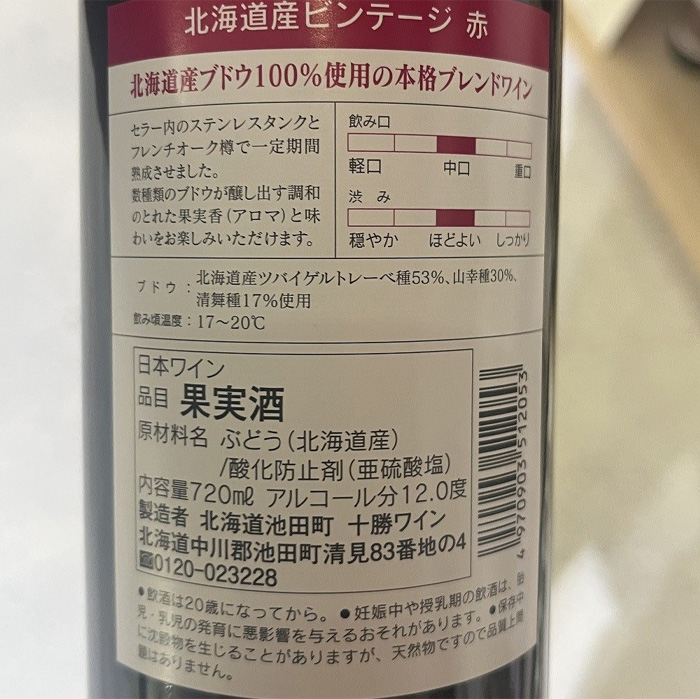 北海道産ビンテージ 赤
北海道産ブドウ100%使用の本格ブレンドワイン
セラー内のステンレスタンクと
フレンチオーク樽で一定期間
熟成させました。
数種類のブドウが醸し出す調和
のとれた果実香(アロマ)と味
わいをお楽しみいただけます。
飲み口
軽口 中口 重口
渋 み
穏やか ほどよい しっかり
ブドウ:北海道産ツバイゲルトレーベ種53%、山幸種30%、
清舞種17%使用
飲み頃温度:17〜20℃
日本ワイン
品目 果実酒
原材料名 ぶどう(北海道産)
/酸化防止剤(亜硫酸塩)
内容量720㎖ アルコール分12.0度
製造者 北海道池田町 十勝ワイン
北海道中川郡池田町清見83番地の4
☎0120-023228
4 970903 512053
●飲酒は20歳になってから。●妊娠中や授乳期の飲酒は、胎
児・乳児の発育に悪影響を与えるおそれがあります。●保存中
に沈殿物を生じることがありますが、天然物ですので品質上問
題はありません。